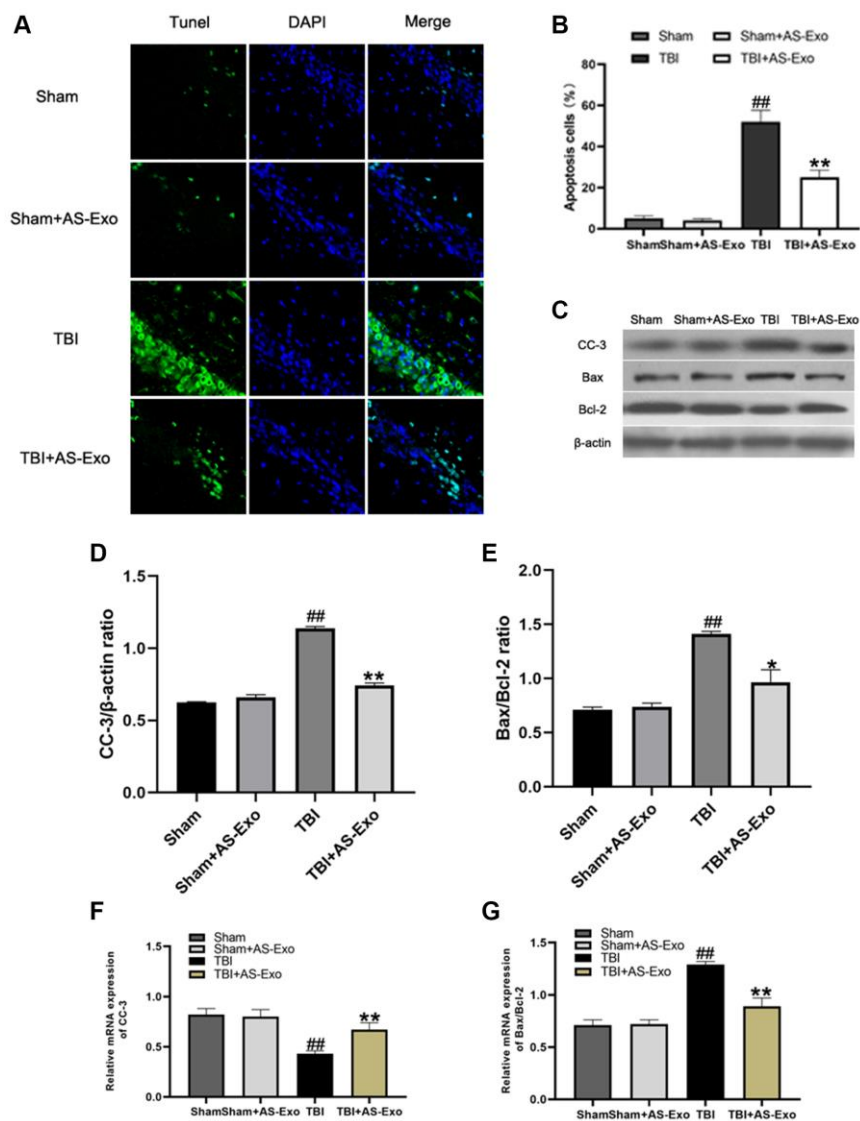 A
Tunel DAPI Merge
Sham
Sham+AS-Exo
TBI
TBI+AS-Exo
B
Sham Sham+AS-Exo
TBI TBI+AS-Exo
Apoptosis cells (%)
80
60
40
20
0
##
**
Sham Sham+AS-Exo TBI TBI+AS-Exo
C
Sham Sham+AS-Exo TBI TBI+AS-Exo
CC-3
Bax
Bcl-2
β-actin
D
CC-3/β-actin ratio
1.5
1.0
0.5
0.0
##
**
Sham
Sham+AS-Exo
TBI
TBI+AS-Exo
E
Bax/Bcl-2 ratio
2.0
1.5
1.0
0.5
0.0
##
*
Sham
Sham+AS-Exo
TBI
TBI+AS-Exo
F
Sham
Sham+AS-Exo
TBI
TBI+AS-Exo
Relative mRNA expression
of CC-3
1.5
1.0
0.5
0.0
##
**
Sham Sham+AS-Exo TBI TBI+AS-Exo
G
Sham
Sham+AS-Exo
TBI
TBI+AS-Exo
Relative mRNA expression
of Bax/Bcl-2
1.5
1.0
0.5
0.0
##
**
Sham Sham+AS-Exo TBI TBI+AS-Exo